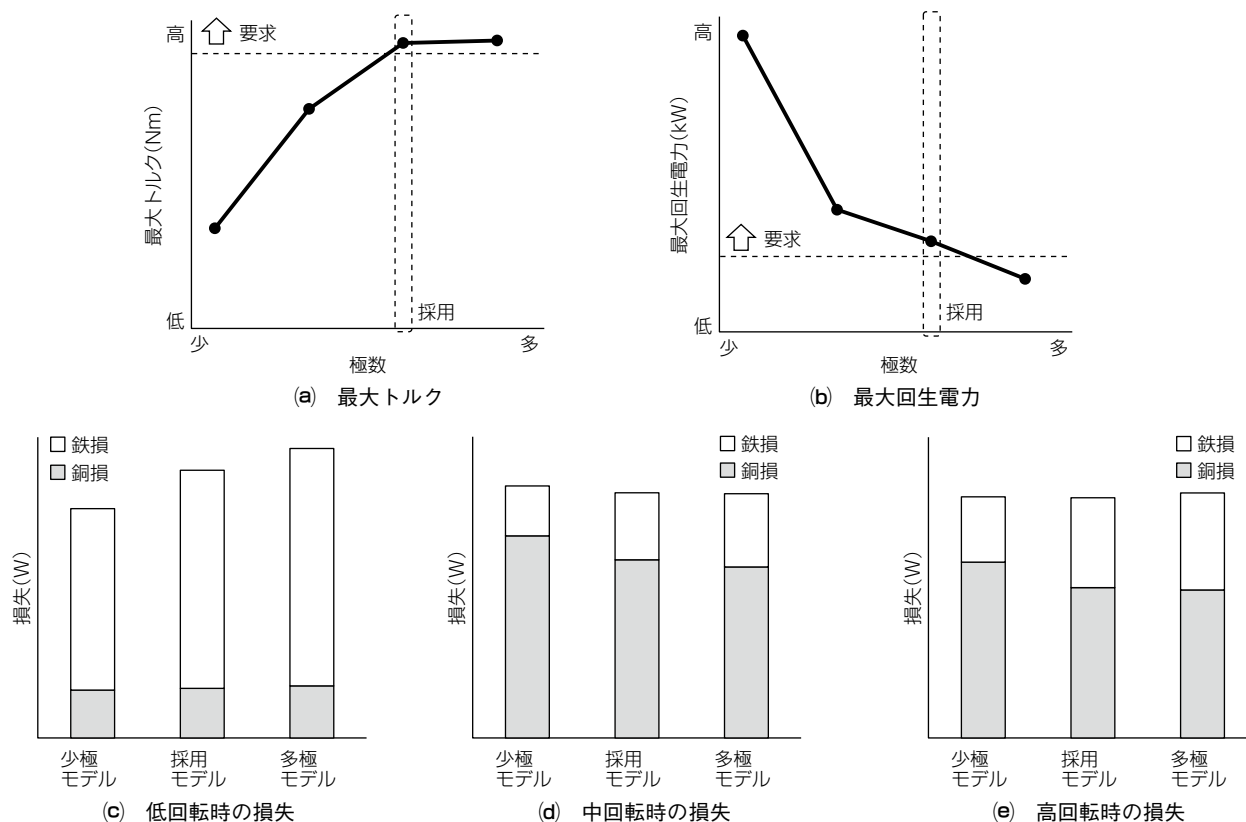 高
要求
最大トルク(Nm)
低
採用
少
多
極数
(a) 最大トルク
高
最大回生電力(kW)
要求
低
採用
少
多
極数
(b) 最大回生電力
鉄損
銅損
損失(W)
少極
モデル
採用
モデル
多極
モデル
(c) 低回転時の損失
鉄損
銅損
損失(W)
少極
モデル
採用
モデル
多極
モデル
(d) 中回転時の損失
鉄損
銅損
損失(W)
少極
モデル
採用
モデル
多極
モデル
(e) 高回転時の損失